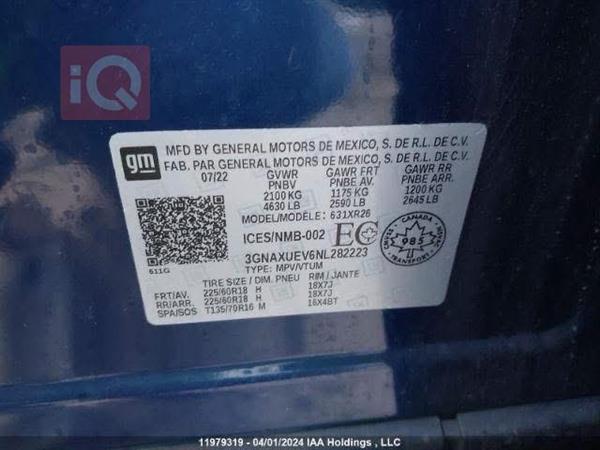 iQ
gm
MFD BY GENERAL MOTORS DE MEXICO, S. DE R.L. DE C.V.
FAB. PAR GENERAL MOTORS DE MEXICO, S. DE R.L. DE C.V.
07/22 GVWR GAWR FRT GAWR RR
PNBV PNBE AV. PNBE ARR.
2100 KG 1175 KG 1200 KG
4630 LB 2590 LB 2645 LB
MODEL/MODÈLE: 631XR26
ICES/NMB-002 EC
CANADA
985
TRANSPORT
3GNAXUEV6NL282223
611G
TYPE: MPV/VTUM
TIRE SIZE / DIM. PNEU RIM / JANTE
FRT/AV. 225/60R18 H 18X7J
RR/ARR. 225/60R18 H 18X7J
SPA/SOS T135/70R16 M 16X4BT
11979319 - 04/01/2024 IAA Holdings , LLC